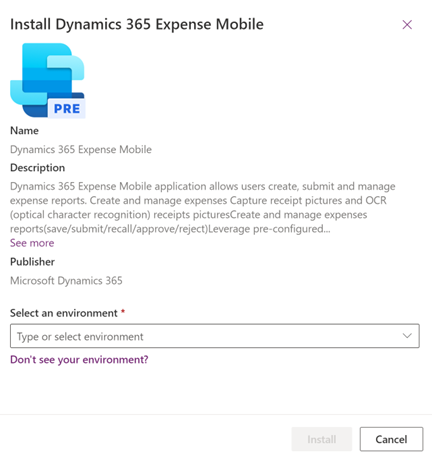 Install Dynamics 365 Expense Mobile
PRE
Name
Dynamics 365 Expense Mobile
Description
Dynamics 365 Expense Mobile application allows users create, submit and manage
expense reports. Create and manage expenses Capture receipt pictures and OCR
(optical character recognition) receipts picturesCreate and manage expenses
reports(save/submit/recall/approve/reject)Leverage pre-configured...
See more
Publisher
Microsoft Dynamics 365
Select an environment *
Type or select environment
Don't see your environment?
Install
Cancel